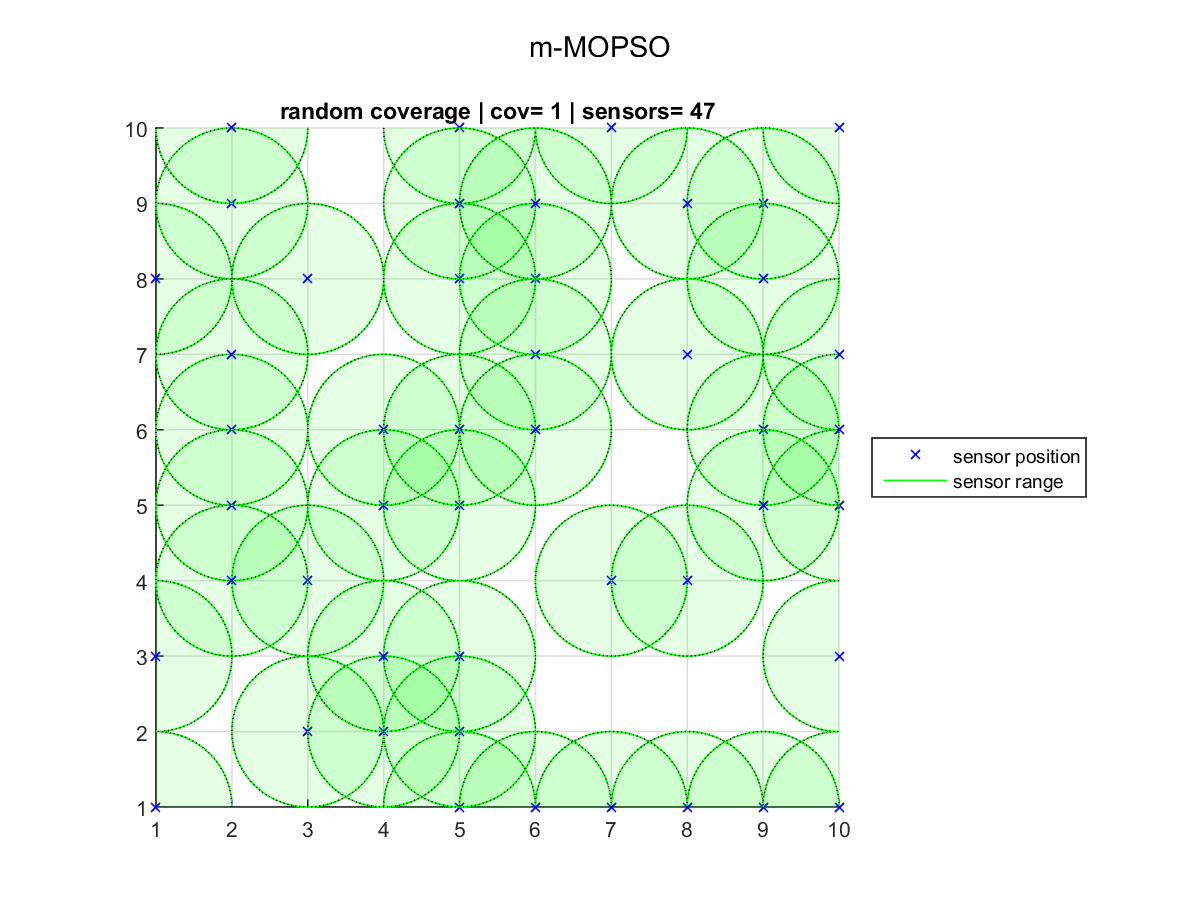 m-MOPSO
random coverage | cov= 1 | sensors= 47
10
9
8
7
6
5
4
3
2
1
1 2 3 4 5 6 7 8 9 10
sensor position
sensor range